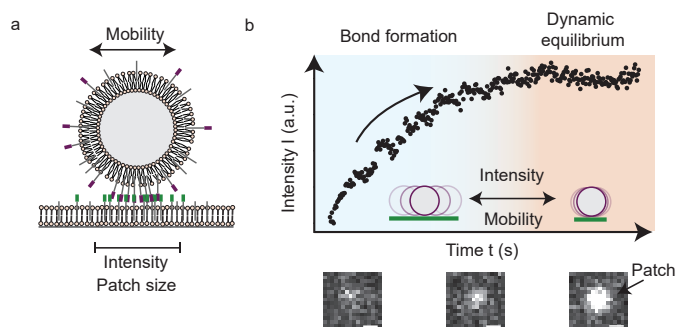 a
Mobility
Intensity
Patch size
b
Bond formation
Dynamic
equilibrium
Intensity I (a.u.)
Intensity
Mobility
Time t (s)
Patch